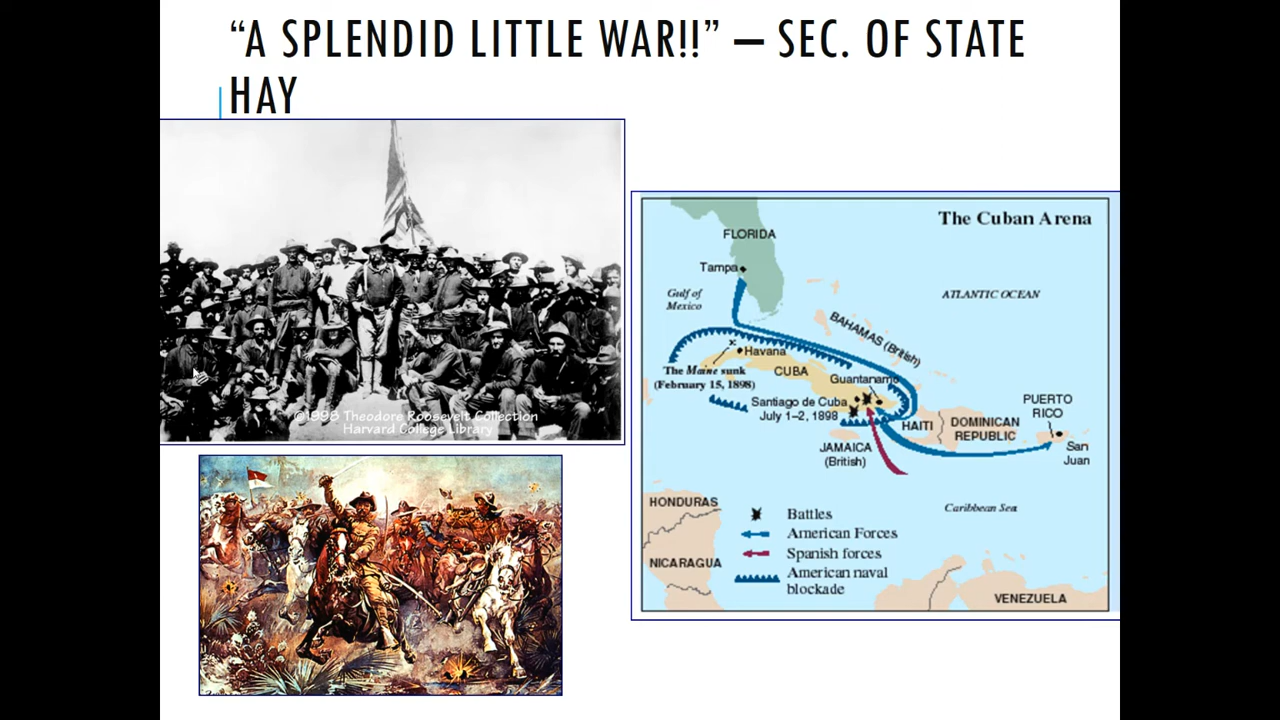 “A SPLENDID LITTLE WAR!!” – SEC. OF STATE
HAY
©1998 Theodore Roosevelt Collection
Harvard College Library
The Cuban Arena
FLORIDA
Tampa
Gulf of
Mexico
ATLANTIC OCEAN
BAHAMAS (British)
Havana
The Maine sunk
(February 15, 1898)
CUBA
Guantanamo
Santiago de Cuba
July 1–2, 1898
HAITI
DOMINICAN
REPUBLIC
PUERTO
RICO
San
Juan
JAMAICA
(British)
Caribbean Sea
HONDURAS
NICARAGUA
VENEZUELA
Battles
American Forces
Spanish forces
American naval
blockade